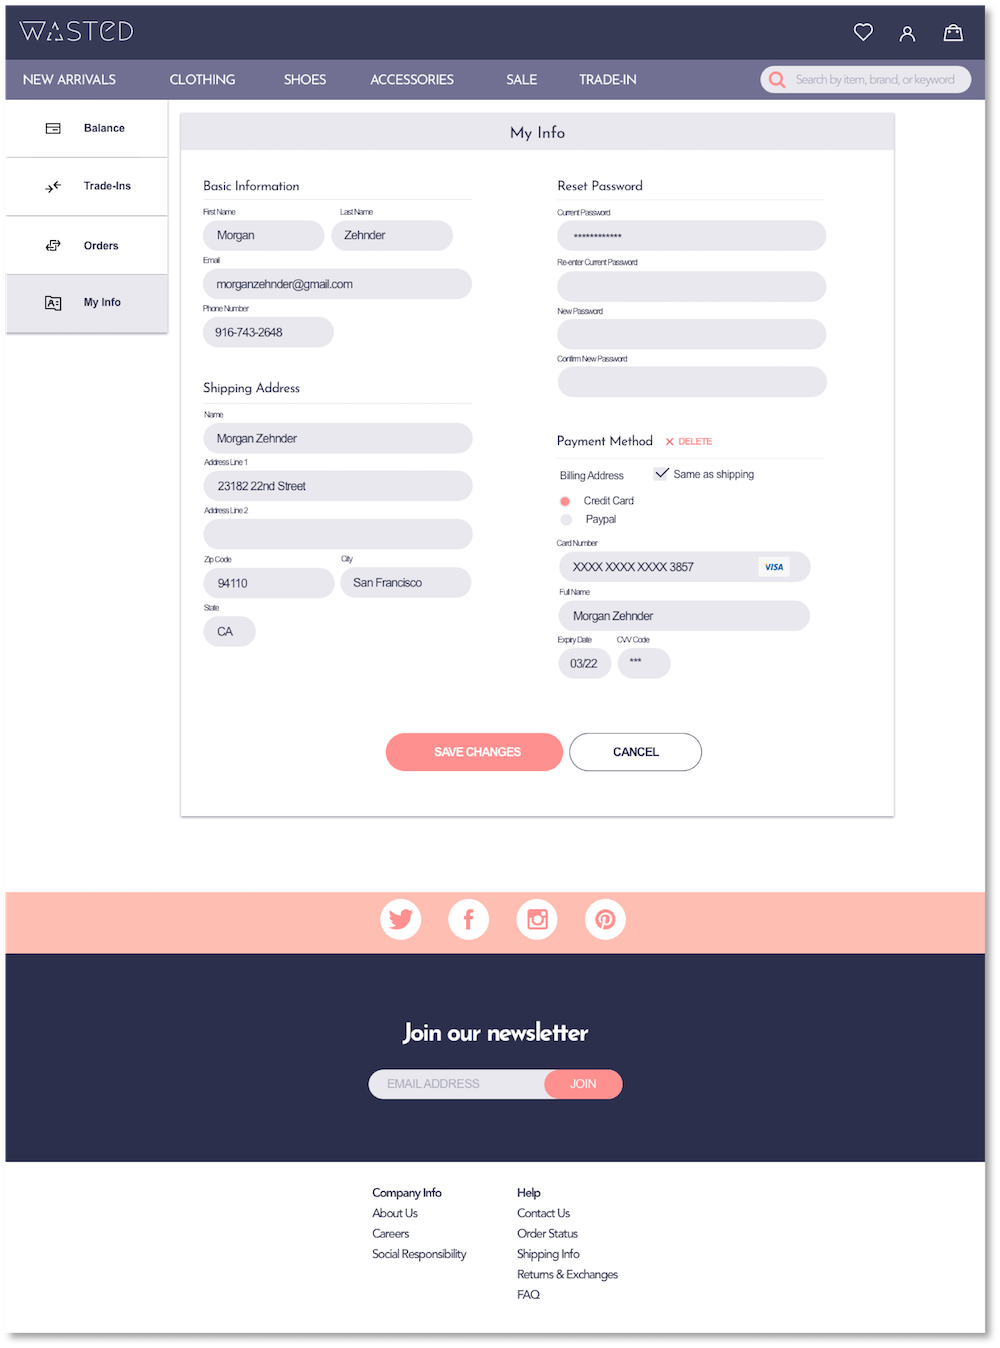 WASTED
NEW ARRIVALS CLOTHING SHOES ACCESSORIES SALE TRADE-IN Search by item, brand, or keyword
Balance
Trade-Ins
Orders
My Info
My Info
Basic Information
First Name Last Name
Morgan Zehnder
Email
morganzehnder@gmail.com
Phone Number
916-743-2648
Shipping Address
Name
Morgan Zehnder
Address Line 1
23182 22nd Street
Address Line 2
Zip Code City
94110 San Francisco
State
CA
Reset Password
Current Password
************
Re-enter Current Password
New Password
Confirm New Password
Payment Method × DELETE
Billing Address Same as shipping
Credit Card
Paypal
Card Number
XXXX XXXX XXXX 3857 VISA
Full Name
Morgan Zehnder
Expiry Date CVV Code
03/22 ***
SAVE CHANGES CANCEL
Join our newsletter
EMAIL ADDRESS JOIN
Company Info
About Us
Careers
Social Responsibility
Help
Contact Us
Order Status
Shipping Info
Returns & Exchanges
FAQ